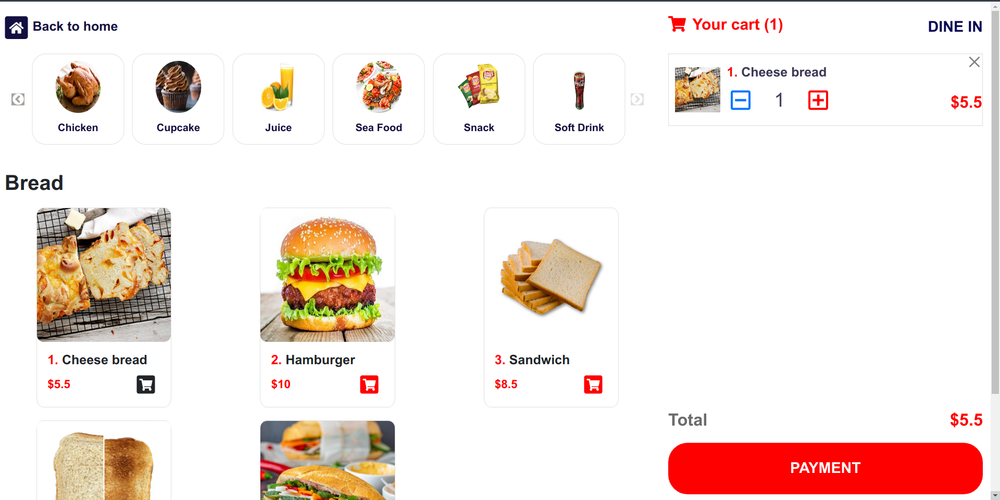 Back to home
Your cart (1)
DINE IN
Chicken
Cupcake
Juice
Sea Food
Lay's
Lay's
Snack
Soft Drink
1. Cheese bread
1
$5.5
Bread
1. Cheese bread
$5.5
2. Hamburger
$10
3. Sandwich
$8.5
Total
$5.5
PAYMENT